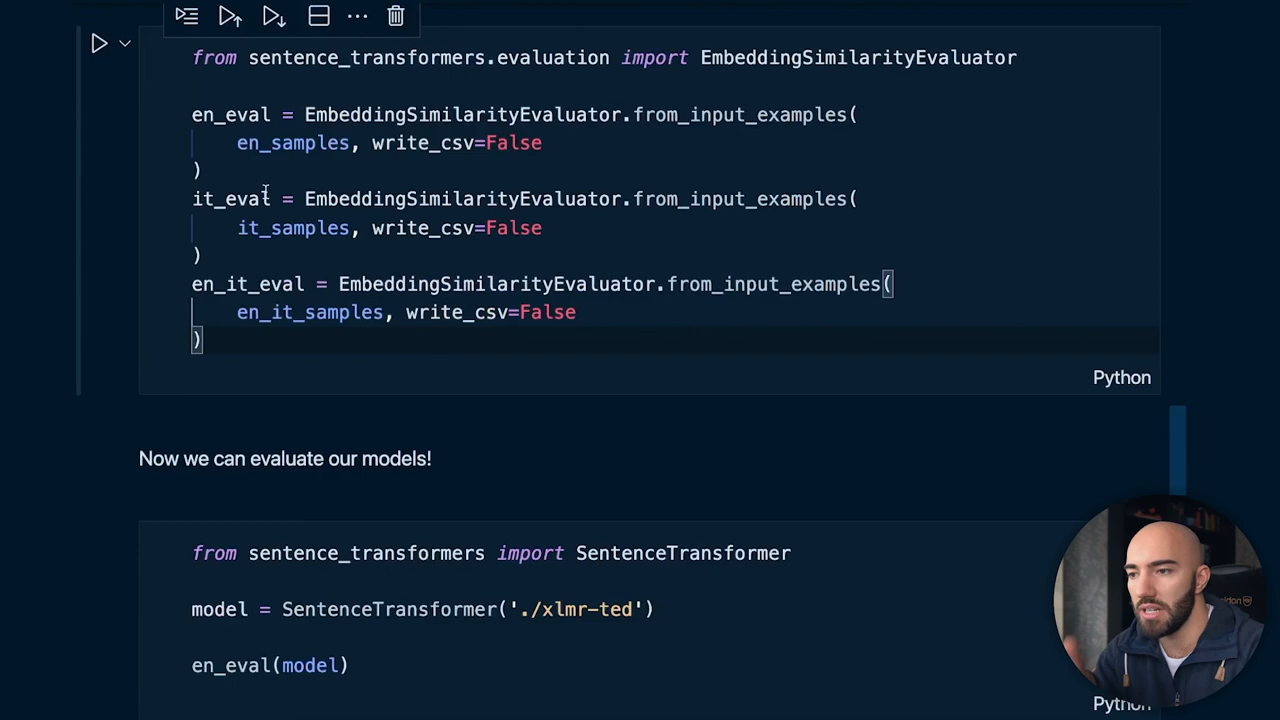 from sentence_transformers.evaluation import EmbeddingSimilarityEvaluator
en_eval = EmbeddingSimilarityEvaluator.from_input_examples(
en_samples, write_csv=False
)
it_eval = EmbeddingSimilarityEvaluator.from_input_examples(
it_samples, write_csv=False
)
en_it_eval = EmbeddingSimilarityEvaluator.from_input_examples(
en_it_samples, write_csv=False
)
Python
Now we can evaluate our models!
from sentence_transformers import SentenceTransformer
model = SentenceTransformer('./xlmr-ted')
en_eval(model)
Python